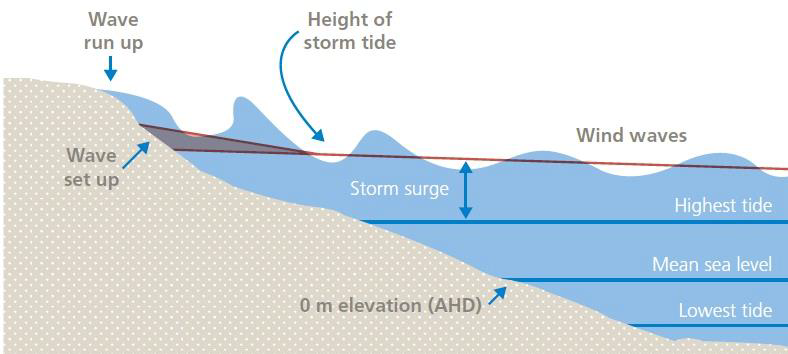 Wave
run up
Height of
storm tide
Wind waves
Wave
set up
Storm surge
Highest tide
Mean sea level
0 m elevation (AHD)
Lowest tide